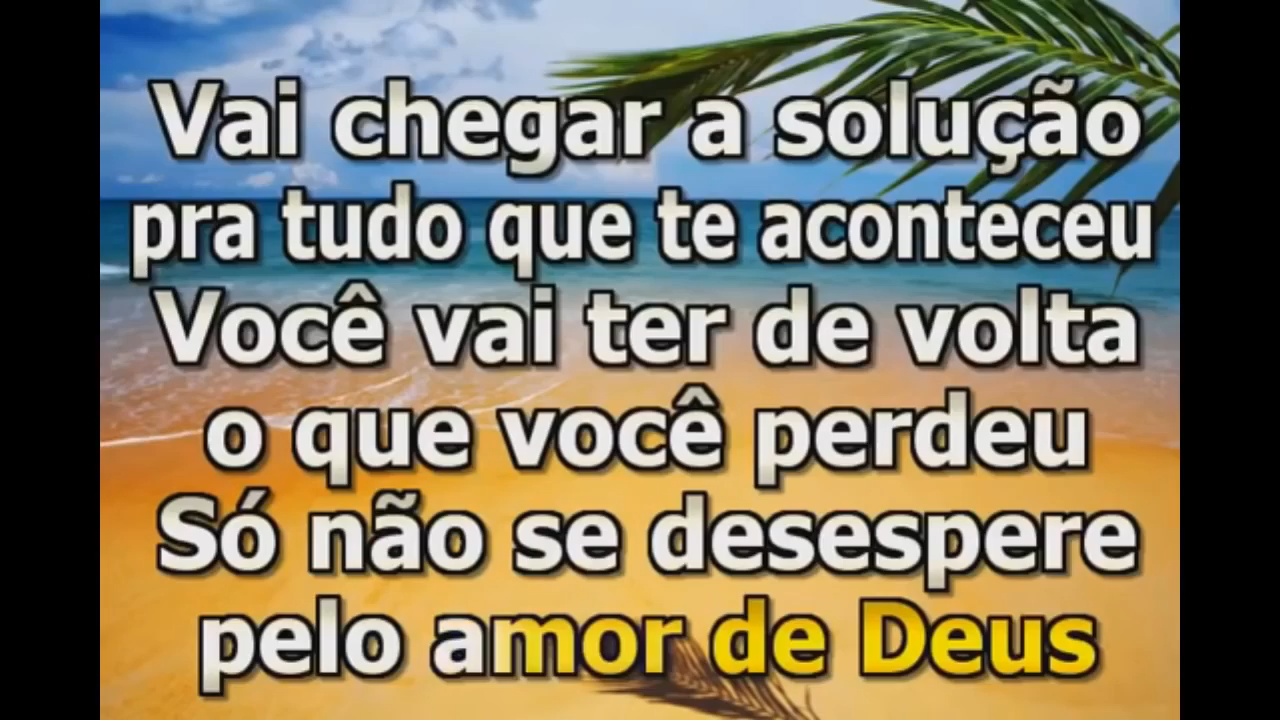 Vai chegar a solução
pra tudo que te aconteceu
Você vai ter de volta
o que você perdeu
Só não se desespere
pelo amor de Deus